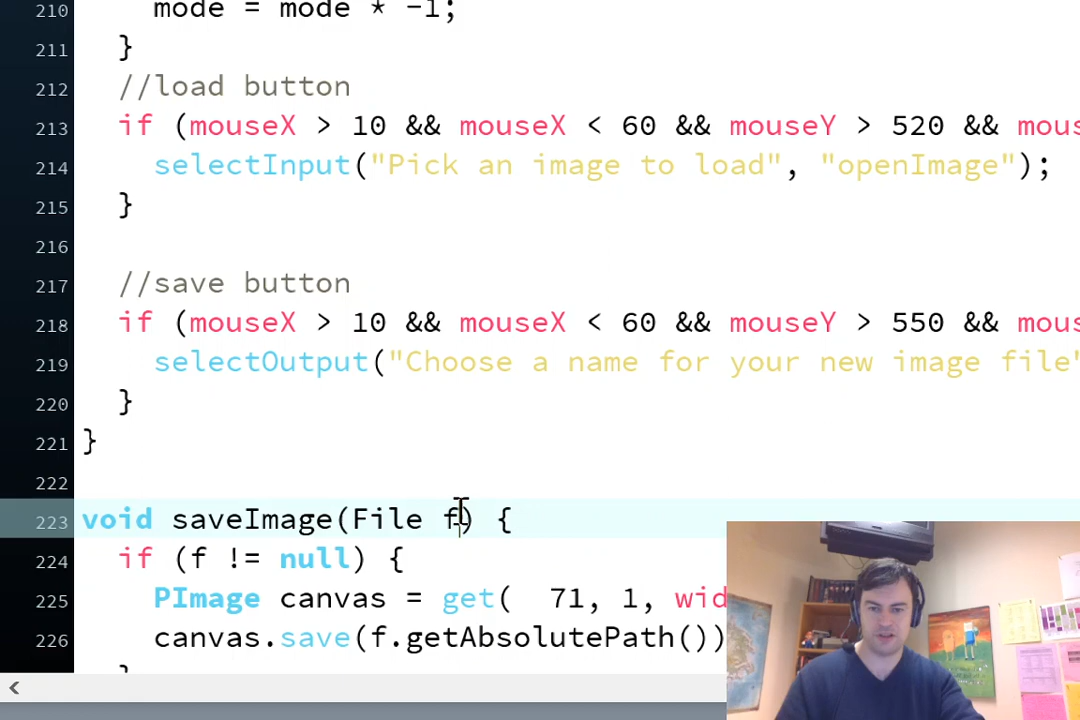 210 mode = mode * -1;
211 }
212 //load button
213 if (mouseX > 10 && mouseX < 60 && mouseY > 520 && mous
214 selectInput("Pick an image to load", "openImage");
215 }
216
217 //save button
218 if (mouseX > 10 && mouseX < 60 && mouseY > 550 && mous
219 selectOutput("Choose a name for your new image file"
220 }
221 }
222
223 void saveImage(File f) {
224 if (f != null) {
225 PImage canvas = get( 71, 1, wid
226 canvas.save(f.getAbsolutePath())
}